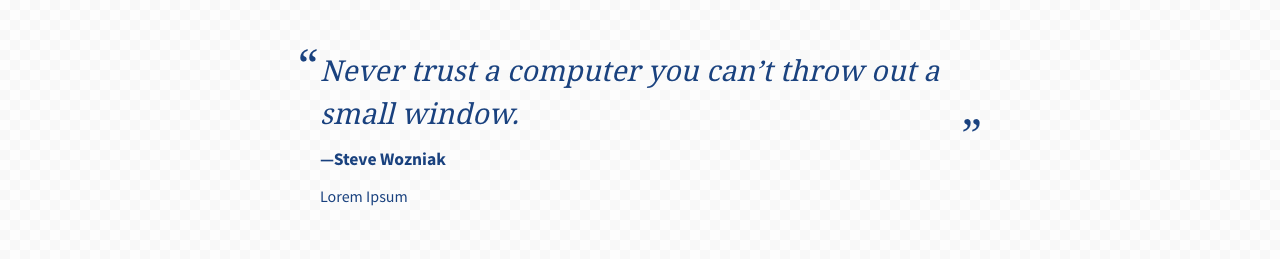 “Never trust a computer you can’t throw out a
small window.”
—Steve Wozniak
Lorem Ipsum